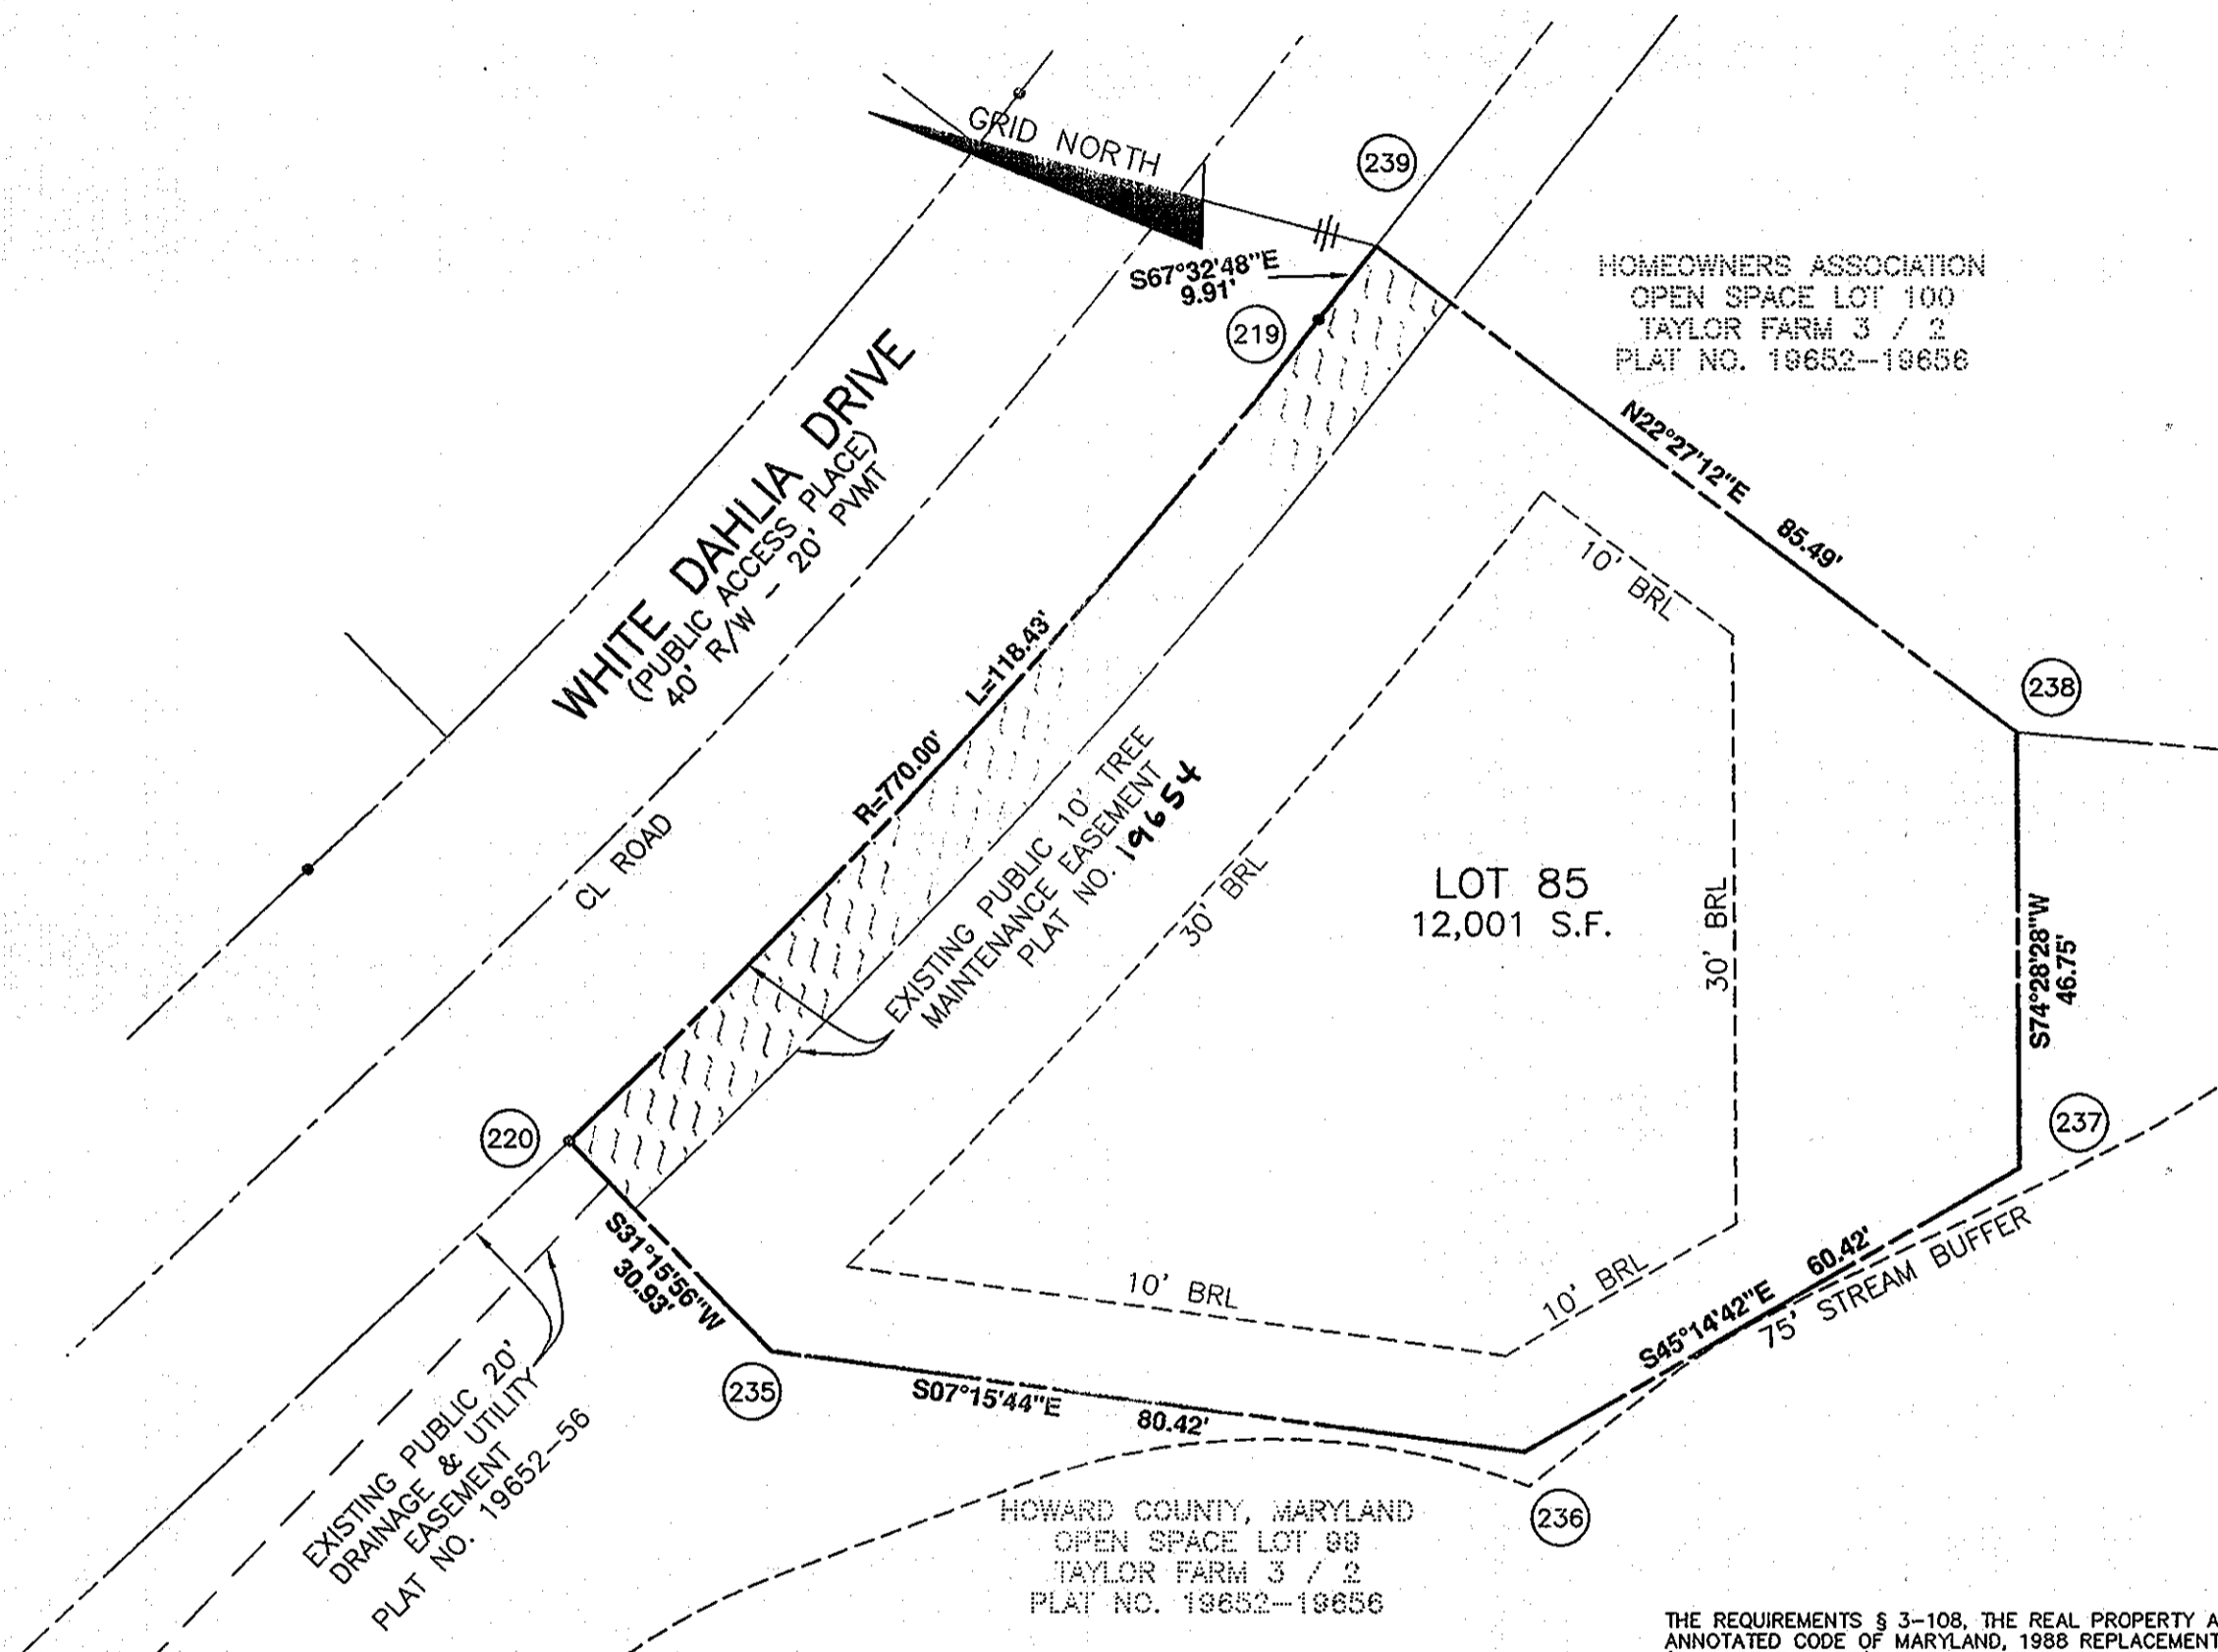 GRID NORTH
239
S67°32'48"E
9.91'
219
HOMEOWNERS ASSOCIATION
OPEN SPACE LOT 100
TAYLOR FARM 3 / 2
PLAT NO. 19652-19656
WHITE DAHLIA DRIVE
(PUBLIC ACCESS PLACE)
40' R/W - 20' PVMT
N22°27'12"E 85.49'
10' BRL
238
R=770.00' L=118.43'
CL ROAD
EXISTING PUBLIC 10' TREE
MAINTENANCE EASEMENT
PLAT NO. 19654
30' BRL
LOT 85
12,001 S.F.
30' BRL
S74°28'28"W
46.75'
237
220
S31°15'56"W
30.93'
10' BRL
10' BRL
S45°14'42"E 60.42'
75' STREAM BUFFER
235
S07°15'44"E 80.42'
EXISTING PUBLIC 20'
DRAINAGE & UTILITY
EASEMENT
PLAT NO. 19652-56
236
HOWARD COUNTY, MARYLAND
OPEN SPACE LOT 99
TAYLOR FARM 3 / 2
PLAT NO. 19652-19656
THE REQUIREMENTS § 3-108, THE REAL PROPERTY A
ANNOTATED CODE OF MARYLAND, 1988 REPLACEMENT